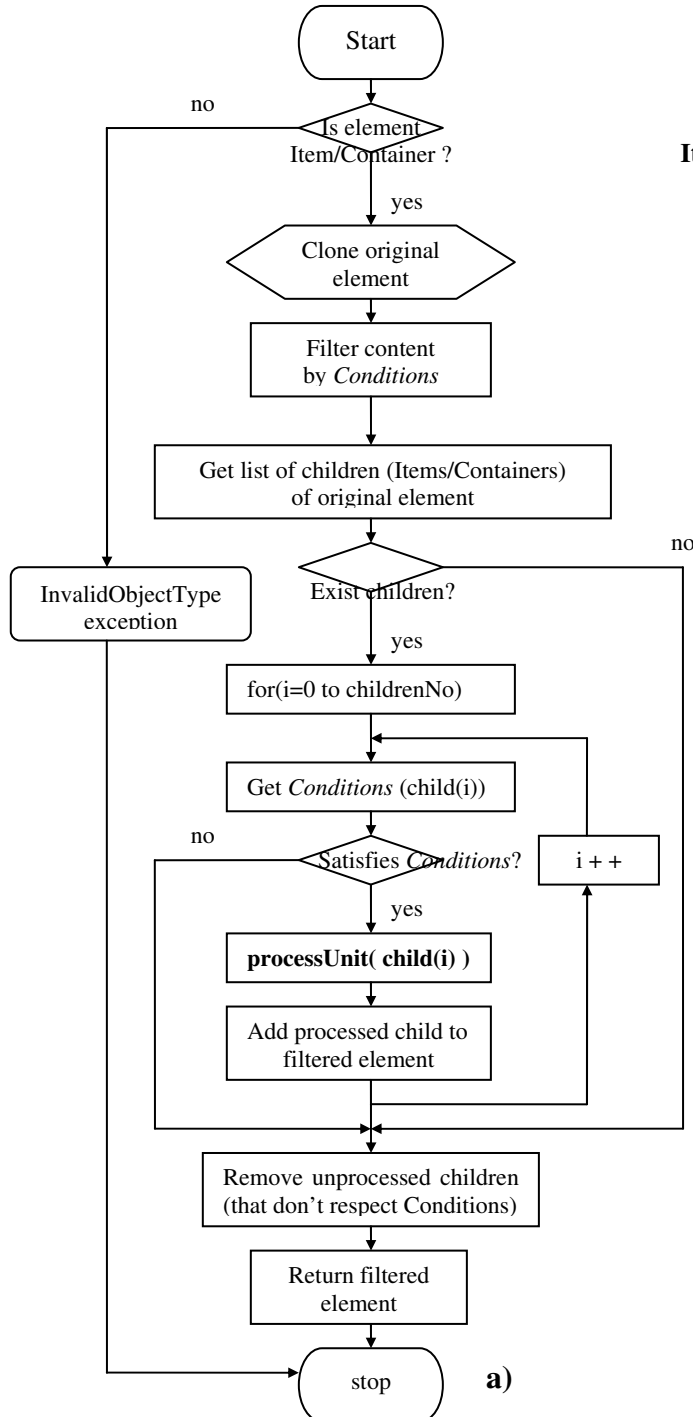 Start
no
Is element
Item/Container ?
yes
Clone original
element
Filter content
by Conditions
Get list of children (Items/Containers)
of original element
no
Exist children?
InvalidObjectType
exception
yes
for(i=0 to childrenNo)
Get Conditions (child(i))
no
Satisfies Conditions?
i + +
yes
processUnit( child(i) )
Add processed child to
filtered element
Remove unprocessed children
(that don't respect Conditions)
Return filtered
element
stop
a)